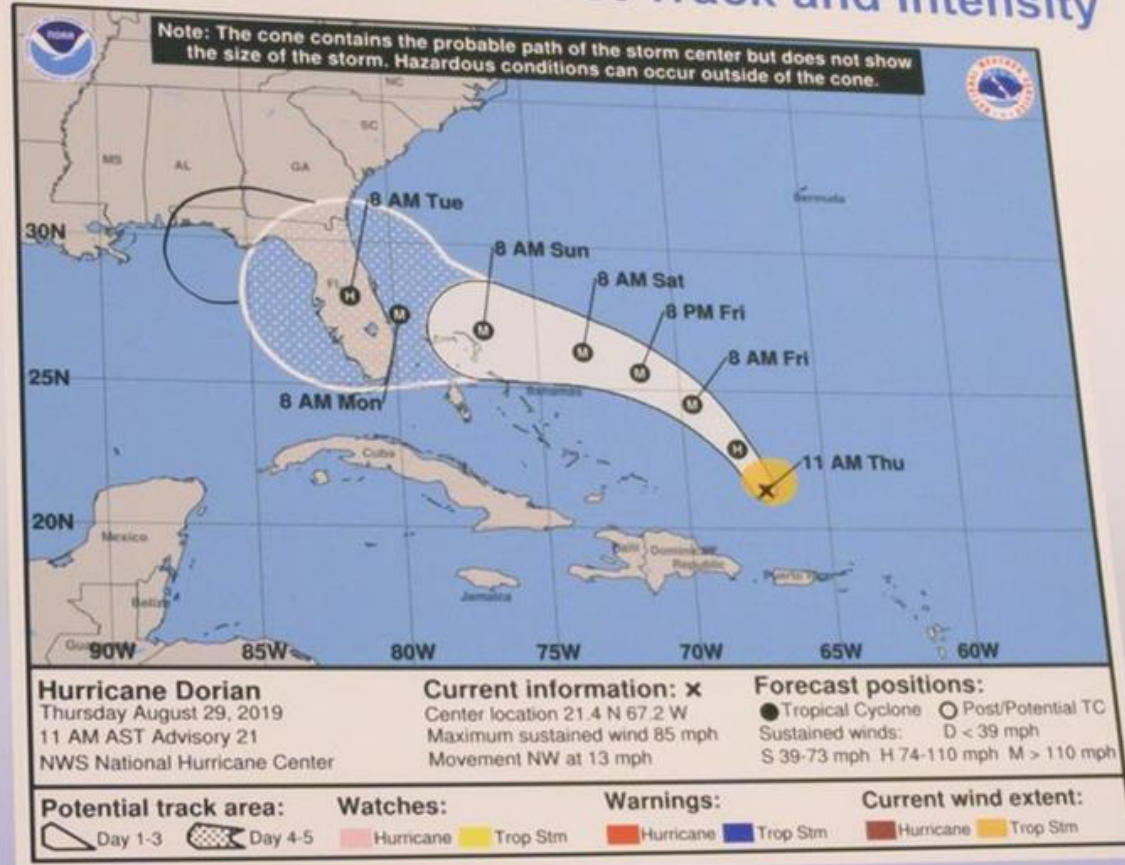 Track and Intensity
NOAA
Note: The cone contains the probable path of the storm center but does not show
the size of the storm. Hazardous conditions can occur outside of the cone.
NC
SC
MS
AL
GA
Bermuda
8 AM Tue
30N
8 AM Sun
8 AM Sat
FL
H
8 PM Fri
M
M
M
8 AM Fri
M
25N
8 AM Mon
Bahamas
M
H
Cuba
11 AM Thu
20N
Mexico
Haiti
Dominican
Republic
Puerto Rico
Jamaica
Belize
90W
85W
80W
75W
70W
65W
60W
Hurricane Dorian
Thursday August 29, 2019
11 AM AST Advisory 21
NWS National Hurricane Center
Current information: x
Center location 21.4 N 67.2 W
Maximum sustained wind 85 mph
Movement NW at 13 mph
Forecast positions:
Tropical Cyclone Post/Potential TC
Sustained winds: D < 39 mph
S 39-73 mph H 74-110 mph M > 110 mph
Potential track area:
Day 1-3 Day 4-5
Watches:
Hurricane Trop Stm
Warnings:
Hurricane Trop Stm
Current wind extent:
Hurricane Trop Stm